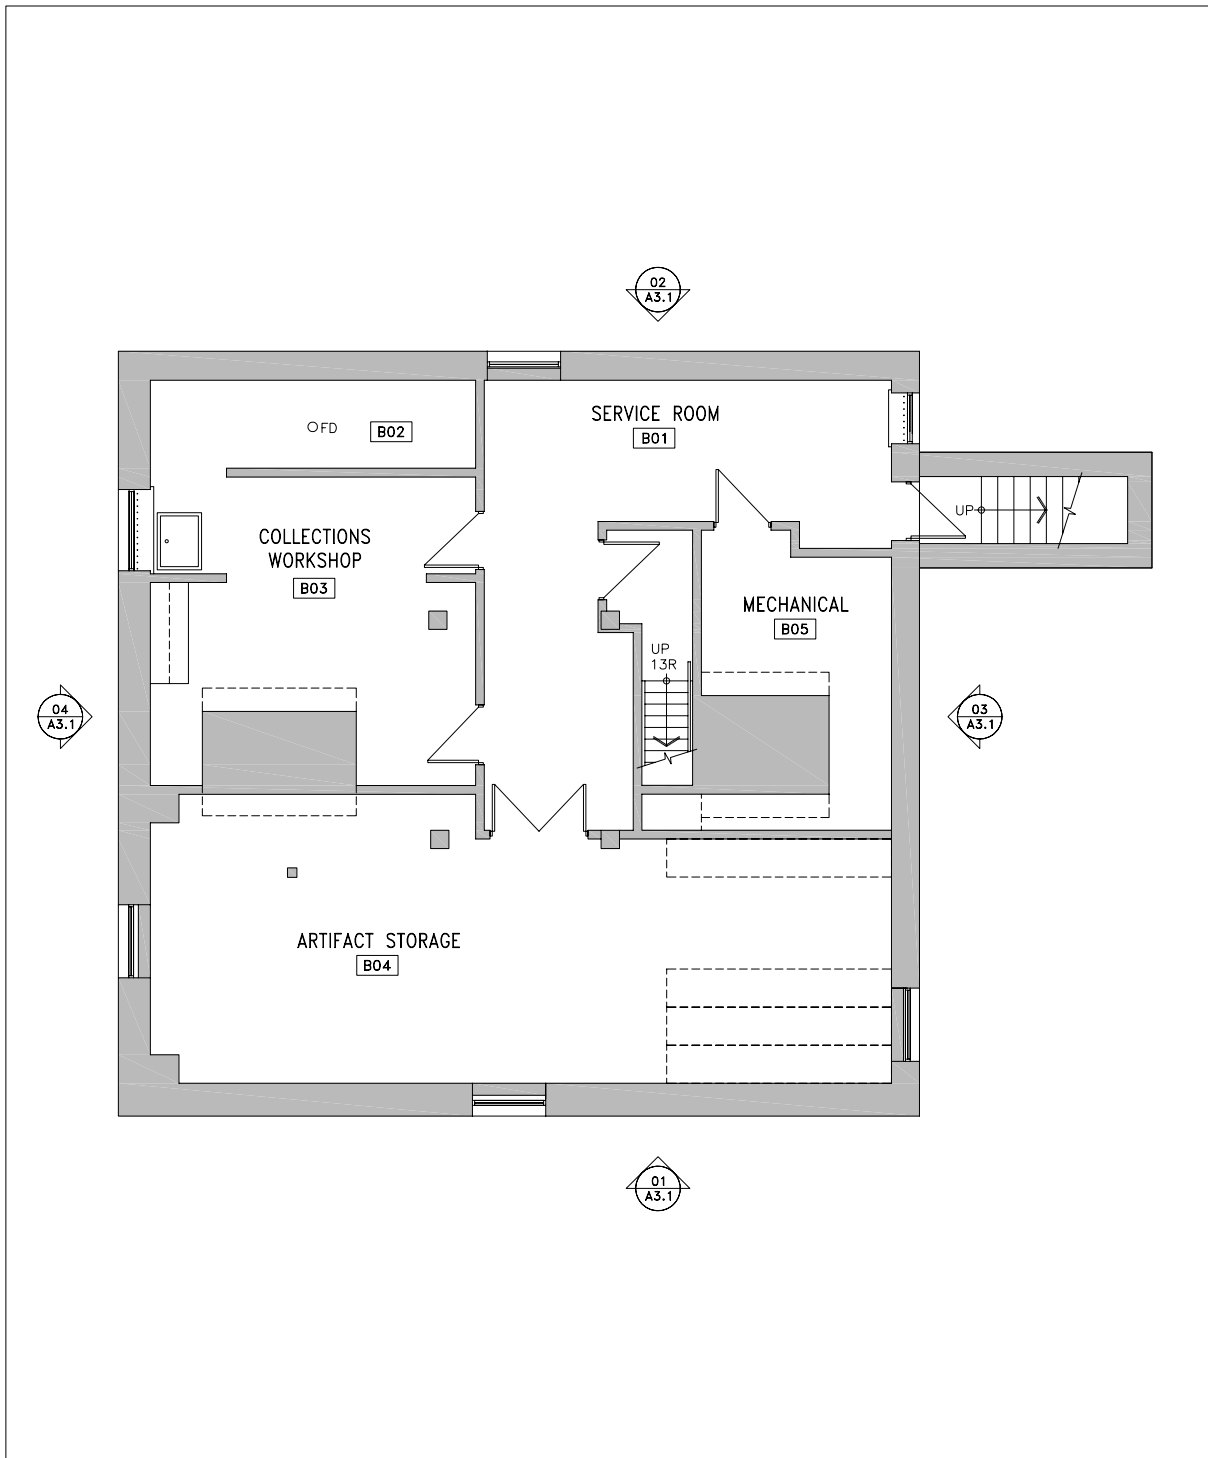 02
A3.1
SERVICE ROOM
B01
FD
B02
UP
COLLECTIONS
WORKSHOP
B03
MECHANICAL
B05
UP
13R
04
A3.1
03
A3.1
ARTIFACT STORAGE
B04
01
A3.1